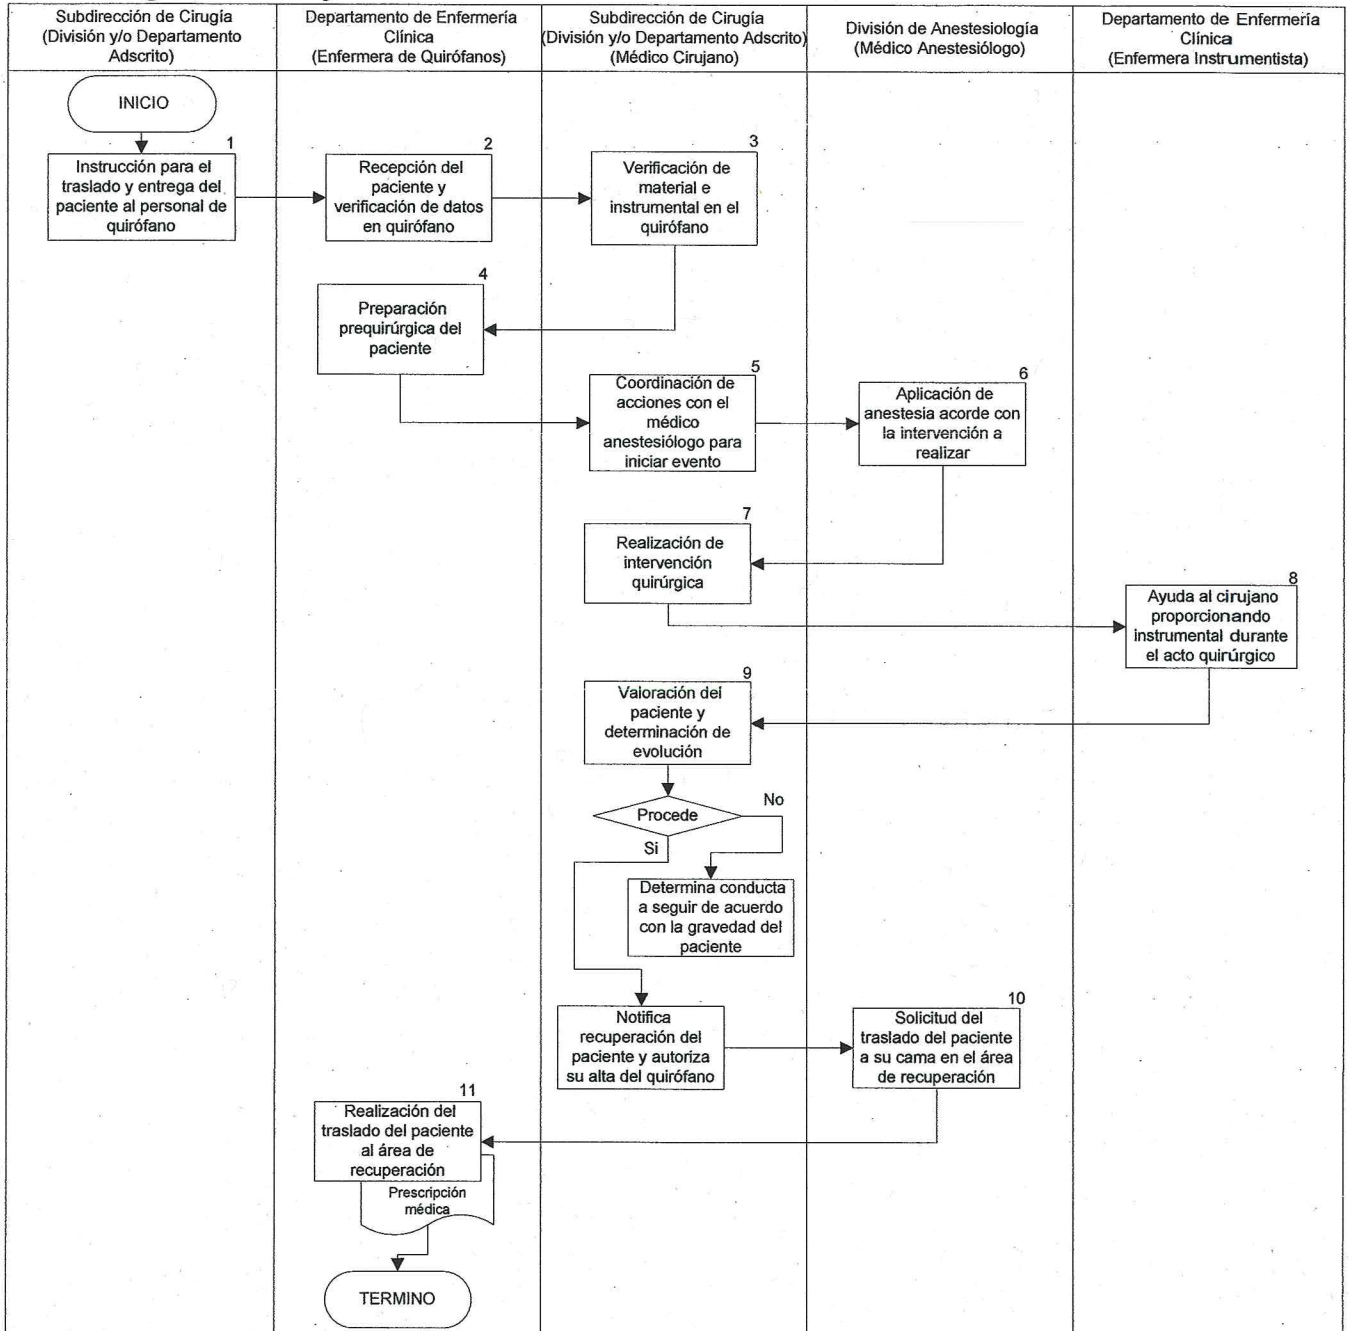 Subdirección de Cirugía
(División y/o Departamento
Adscrito)
Departamento de Enfermería
Clínica
(Enfermera de Quirófanos)
Subdirección de Cirugía
(División y/o Departamento Adscrito)
(Médico Cirujano)
División de Anestesiología
(Médico Anestesiólogo)
Departamento de Enfermería
Clínica
(Enfermera Instrumentista)
INICIO
1
Instrucción para el
traslado y entrega del
paciente al personal de
quirófano
2
Recepción del
paciente y
verificación de datos
en quirófano
3
Verificación de
material e
instrumental en el
quirófano
4
Preparación
prequirúrgica del
paciente
5
Coordinación de
acciones con el
médico
anestesiólogo para
iniciar evento
6
Aplicación de
anestesia acorde con
la intervención a
realizar
7
Realización de
intervención
quirúrgica
8
Ayuda al cirujano
proporcionando
instrumental durante
el acto quirúrgico
9
Valoración del
paciente y
determinación de
evolución
Procede
No
Si
Determina conducta
a seguir de acuerdo
con la gravedad del
paciente
Notifica
recuperación del
paciente y autoriza
su alta del quirófano
10
Solicitud del
traslado del paciente
a su cama en el área
de recuperación
11
Realización del
traslado del paciente
al área de
recuperación
Prescripción
médica
TERMINO